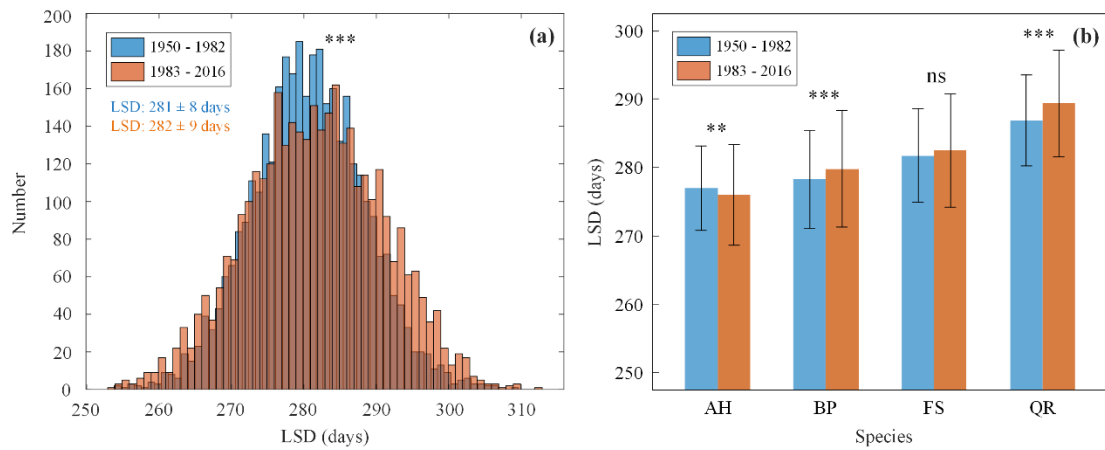 (a)
***
1950 - 1982
1983 - 2016
LSD: 281 ± 8 days
LSD: 282 ± 9 days
200
180
160
140
120
100
80
60
40
20
0
Number
250
260
270
280
290
300
310
LSD (days)
(b)
1950 - 1982
1983 - 2016
**
***
ns
***
300
290
280
270
260
250
LSD (days)
AH
BP
FS
QR
Species